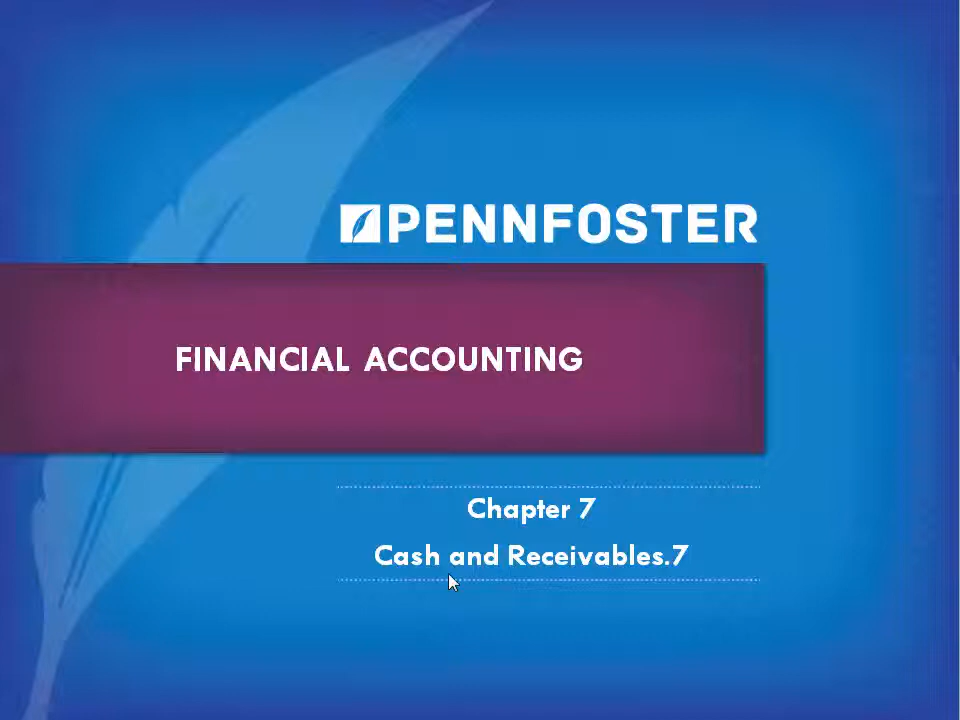 PENNFOSTER
FINANCIAL ACCOUNTING
Chapter 7
Cash and Receivables.7